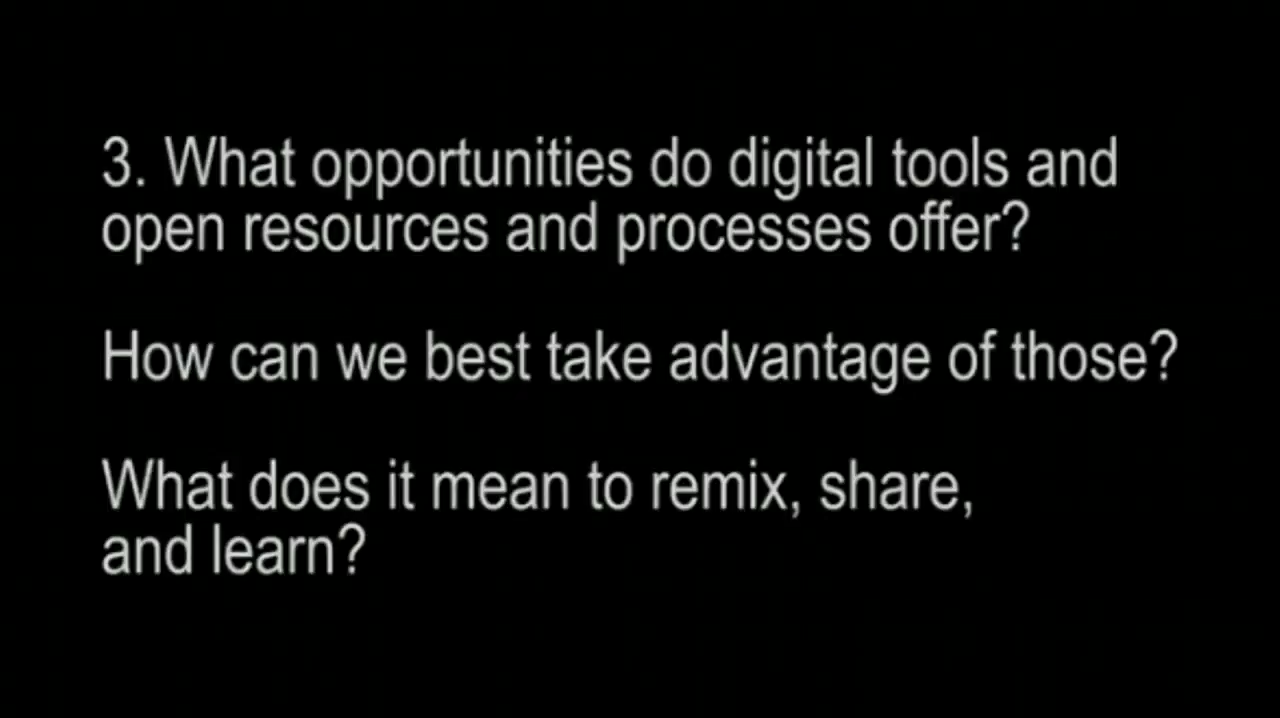 3. What opportunities do digital tools and
open resources and processes offer?
How can we best take advantage of those?
What does it mean to remix, share,
and learn?